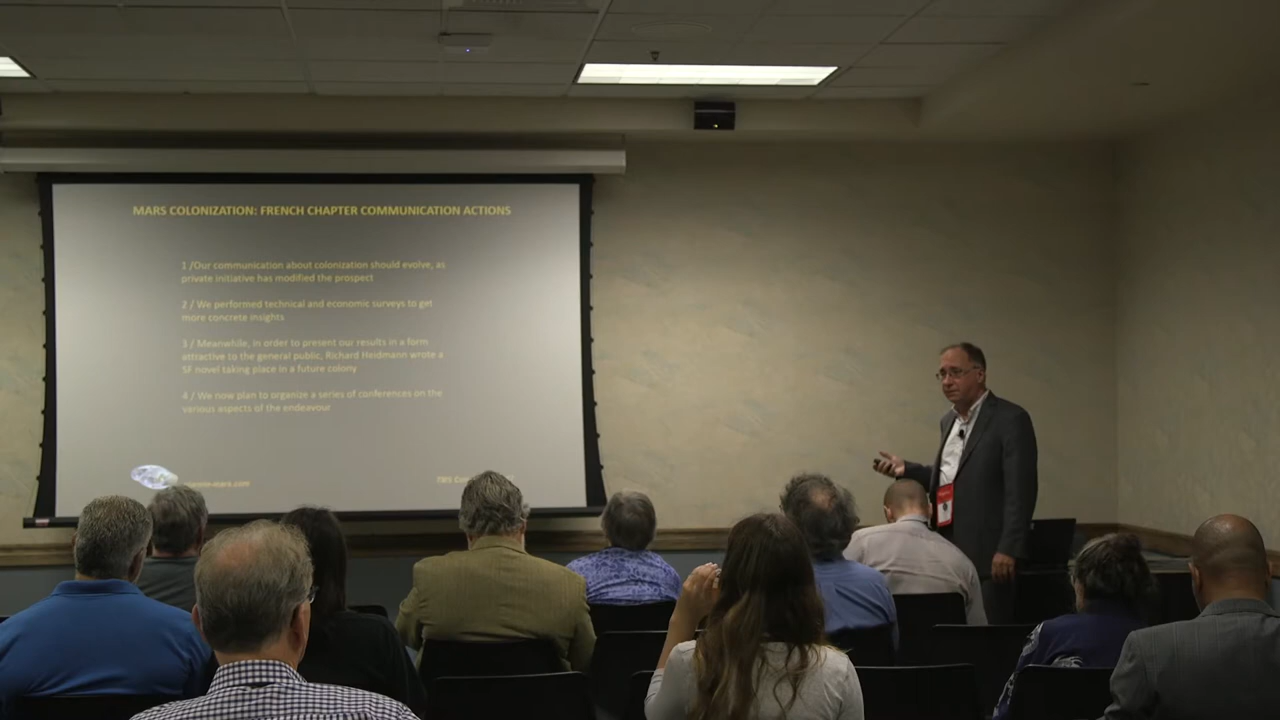 MARS COLONIZATION: FRENCH CHAPTER COMMUNICATION ACTIONS
1 /Our communication about colonization should evolve, as
private initiative has modified the prospect
2 / We performed technical and economic surveys to get
more concrete insights
3 / Meanwhile, in order to present our results in a form
attractive to the general public, Richard Heidmann wrote a
SF novel taking place in a future colony
4 / We now plan to organize a series of conferences on the
various aspects of the endeavour